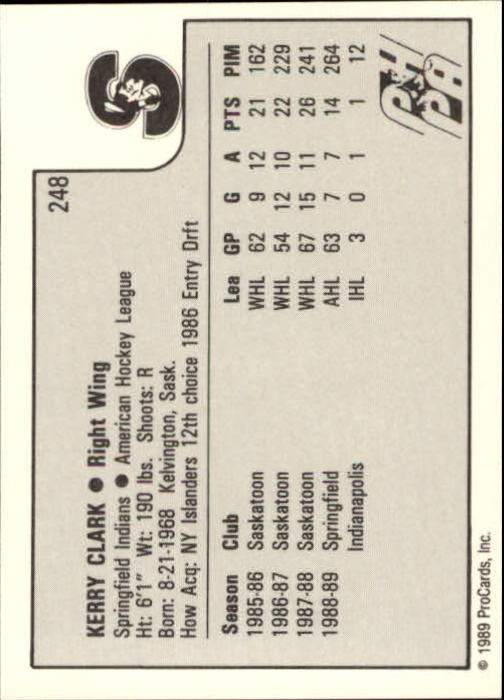 248
KERRY CLARK ● Right Wing
Springfield Indians ● American Hockey League
Ht: 6'1" Wt: 190 lbs. Shoots: R
Born: 8-21-1968 Kelvington, Sask.
How Acq: NY Islanders 12th choice 1986 Entry Drft
Season Club Lea GP G A PTS PIM
1985-86 Saskatoon WHL 62 9 12 21 162
1986-87 Saskatoon WHL 54 12 10 22 229
1987-88 Saskatoon WHL 67 15 11 26 241
1988-89 Springfield AHL 63 7 7 14 264
Indianapolis IHL 3 0 1 1 12
© 1989 ProCards, Inc.